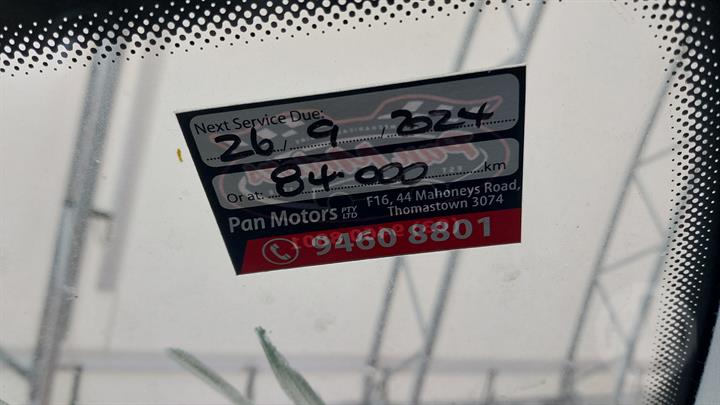 Next Service Due:
26 / 9 / 2024
Or at: 84.000 km
Pan Motors PTY LTD
F16, 44 Mahoneys Road,
Thomastown 3074
9460 8801